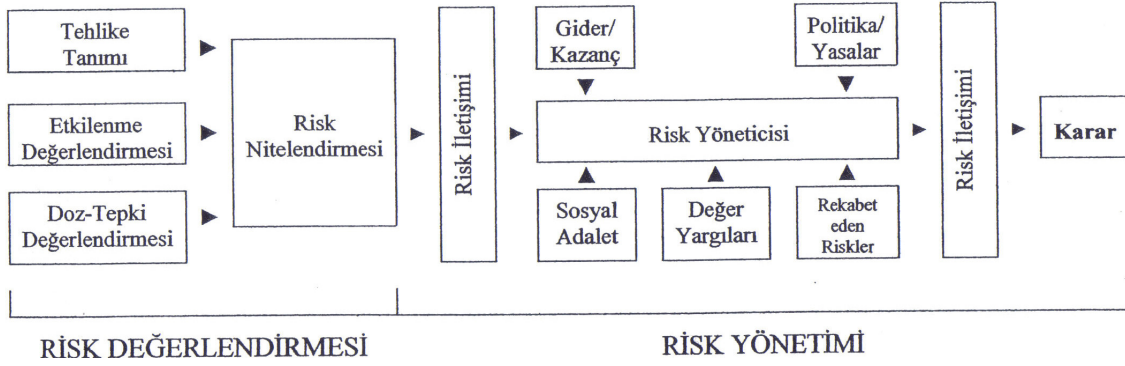 Tehlike
Tanımı
Etkilenme
Değerlendirmesi
Doz-Tepki
Değerlendirmesi
Risk
Nitelendirmesi
Risk İletişimi
Gider/
Kazanç
Politika/
Yasalar
Risk Yöneticisi
Sosyal
Adalet
Değer
Yargıları
Rekabet
eden
Riskler
Risk İletişimi
Karar
RİSK DEĞERLENDİRMESİ
RİSK YÖNETİMİ